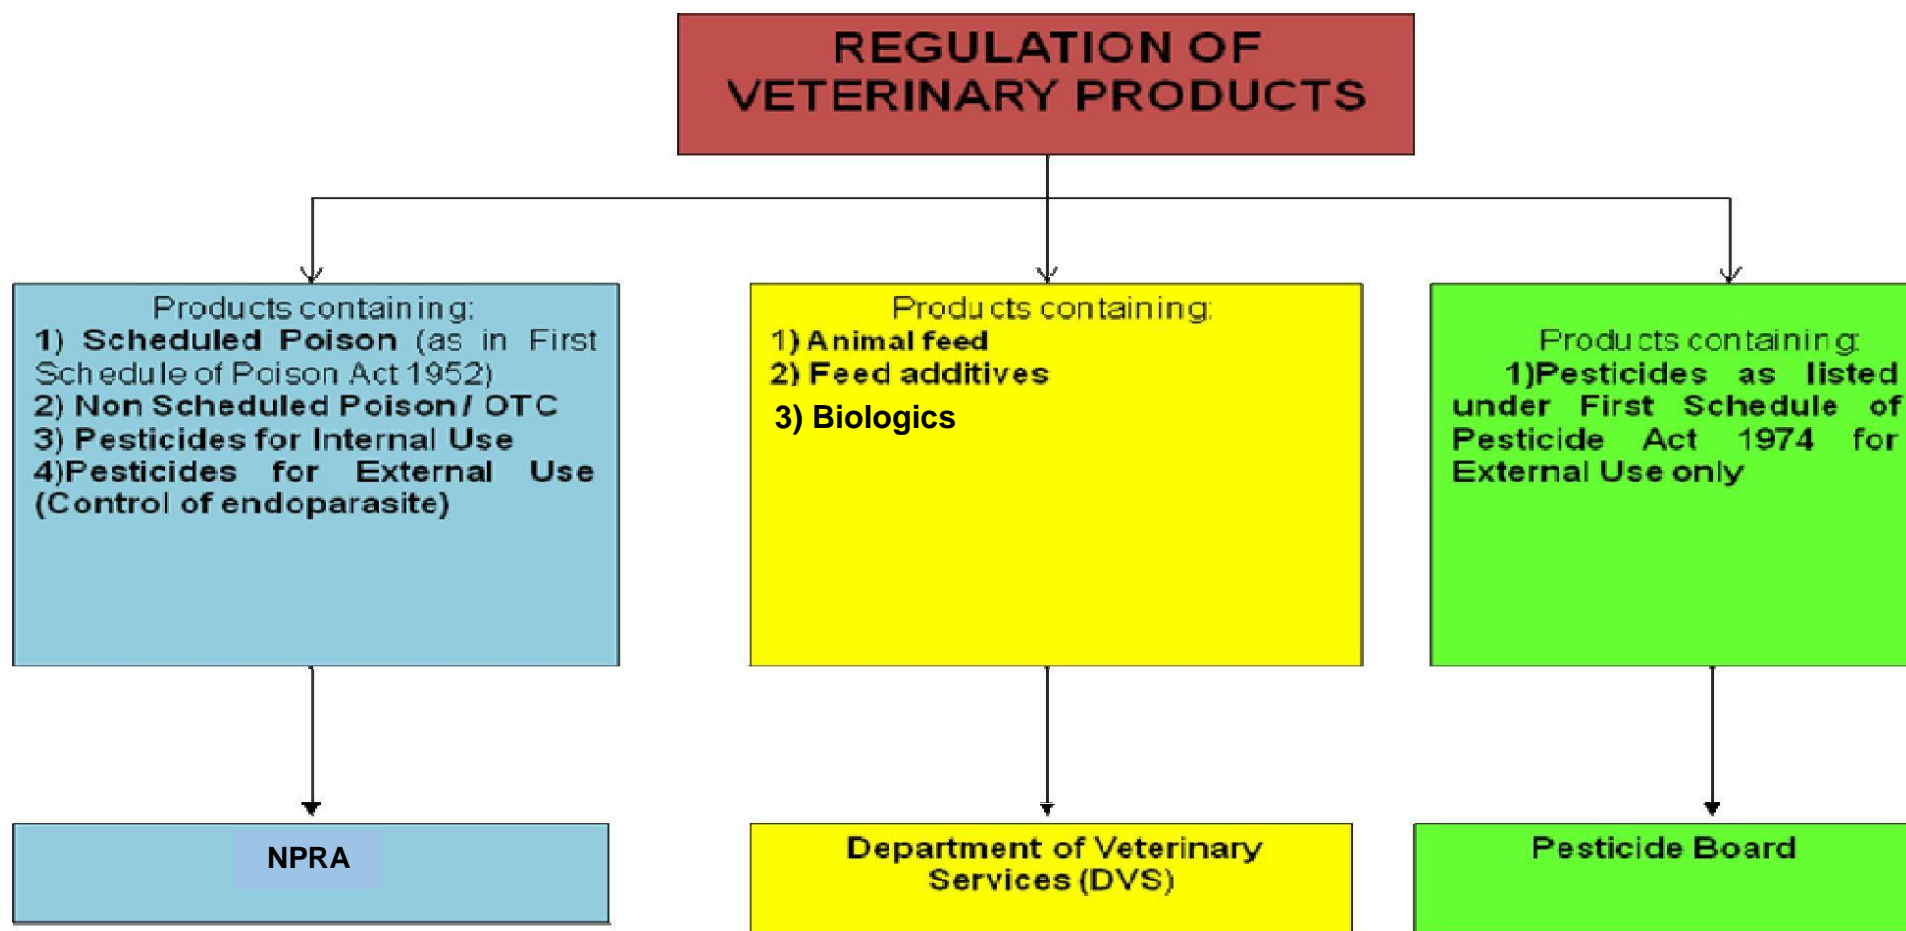 REGULATION OF
VETERINARY PRODUCTS
Products containing:
1) Scheduled Poison (as in First
Schedule of Poison Act 1952)
2) Non Scheduled Poison / OTC
3) Pesticides for Internal Use
4)Pesticides for External Use
(Control of endoparasite)
Products containing:
1) Animal feed
2) Feed additives
3) Biologics
Products containing:
1)Pesticides as listed
under First Schedule of
Pesticide Act 1974 for
External Use only
NPRA
Department of Veterinary
Services (DVS)
Pesticide Board